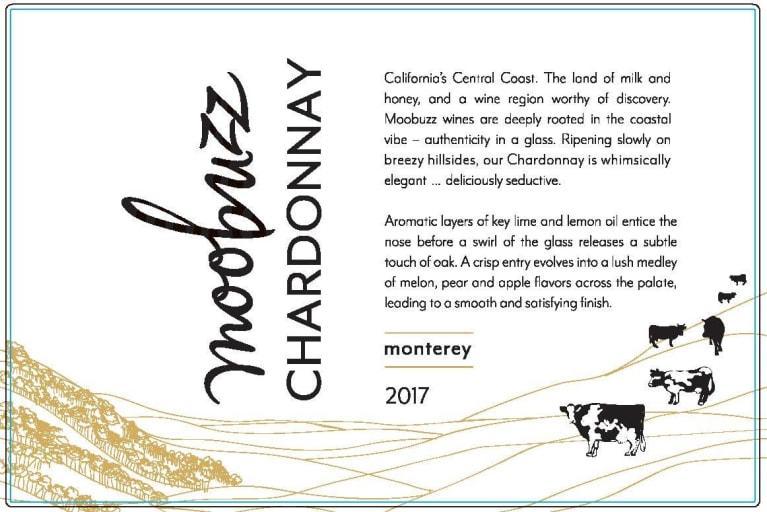 moobuzz
CHARDONNAY
California's Central Coast. The land of milk and
honey, and a wine region worthy of discovery.
Moobuzz wines are deeply rooted in the coastal
vibe – authenticity in a glass. Ripening slowly on
breezy hillsides, our Chardonnay is whimsically
elegant ... deliciously seductive.
Aromatic layers of key lime and lemon oil entice the
nose before a swirl of the glass releases a subtle
touch of oak. A crisp entry evolves into a lush medley
of melon, pear and apple flavors across the palate,
leading to a smooth and satisfying finish.
monterey
2017